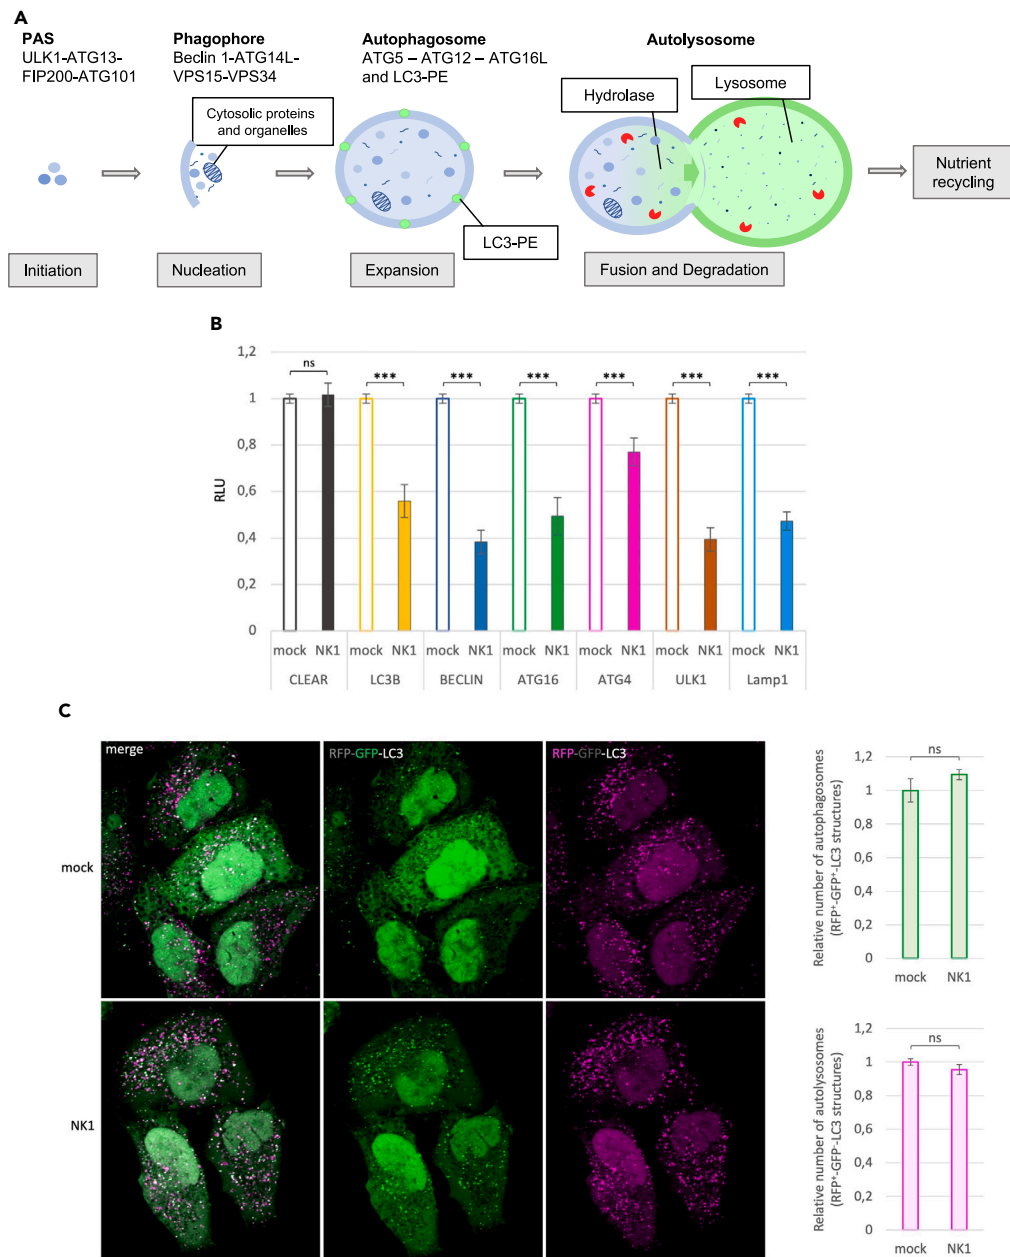 A
PAS
ULK1-ATG13-
FIP200-ATG101
Phagophore
Beclin 1-ATG14L-
VPS15-VPS34
Autophagosome
ATG5 – ATG12 – ATG16L
and LC3-PE
Autolysosome
Cytosolic proteins
and organelles
Hydrolase
Lysosome
LC3-PE
Nutrient
recycling
Initiation
Nucleation
Expansion
Fusion and Degradation
B
RLU
1,2
1
0,8
0,6
0,4
0,2
0
ns
***
***
***
***
***
***
mock NK1 mock NK1 mock NK1 mock NK1 mock NK1 mock NK1 mock NK1
CLEAR LC3B BECLIN ATG16 ATG4 ULK1 Lamp1
C
merge
RFP-GFP-LC3
RFP-GFP-LC3
mock
NK1
Relative number of autophagosomes
(RFP⁺-GFP⁺-LC3 structures)
1,2
1
0,8
0,6
0,4
0,2
0
ns
mock NK1
Relative number of autolysosomes
(RFP⁺-GFP⁻-LC3 structures)
1,2
1
0,8
0,6
0,4
0,2
0
ns
mock NK1